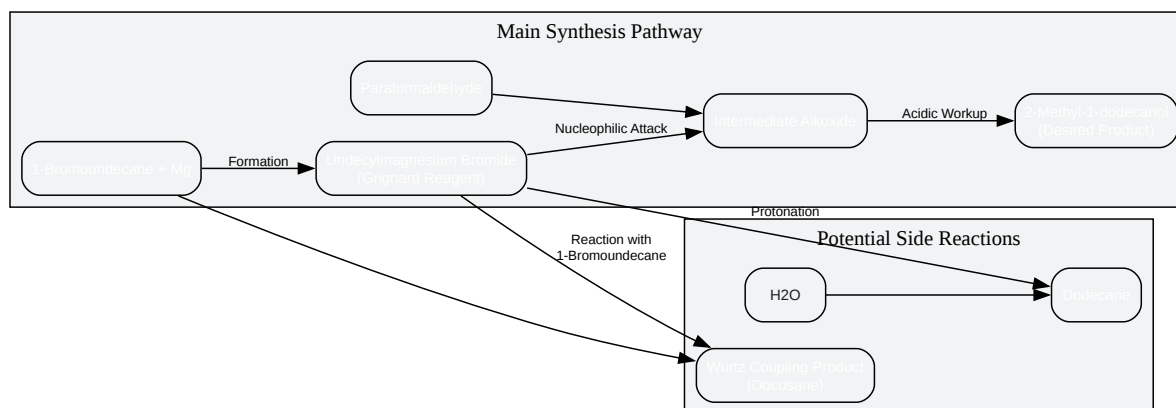 Main Synthesis Pathway
Paraformaldehyde
Intermediate Alkoxide
Acidic Workup
2-Methyl-1-dodecanol
(Desired Product)
Nucleophilic Attack
1-Bromoundecane + Mg
Formation
Undecylmagnesium Bromide
(Grignard Reagent)
Protonation
Potential Side Reactions
Reaction with
1-Bromoundecane
H2O
Dodecane
Wurtz Coupling Product
(Docosane)